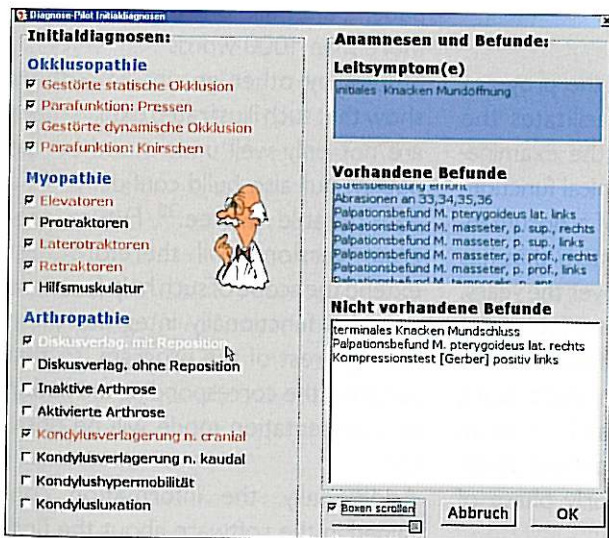 Diagnose-Pilot Initialdiagnosen
Initialdiagnosen:
Okklusopathie
Gestörte statische Okklusion
Parafunktion: Pressen
Gestörte dynamische Okklusion
Parafunktion: Knirschen
Myopathie
Elevatoren
Protraktoren
Laterotraktoren
Retraktoren
Hilfsmuskulatur
Arthropathie
Diskusverlag. mit Reposition
Diskusverlag. ohne Reposition
Inaktive Arthrose
Aktivierte Arthrose
Kondylusverlagerung n. cranial
Kondylusverlagerung n. kaudal
Kondylushypermobilität
Kondylusluxation
Anamnesen und Befunde:
Leitsymptom(e)
initiales Knacken Mundöffnung
Vorhandene Befunde
Stressbelastung erhöht
Abrasionen an 33,34,35,36
Palpationsbefund M. pterygoideus lat. links
Palpationsbefund M. masseter, p. sup., rechts
Palpationsbefund M. masseter, p. sup., links
Palpationsbefund M. masseter, p. prof., rechts
Palpationsbefund M. masseter, p. prof., links
Palpationsbefund M. temporalis
Nicht vorhandene Befunde
terminales Knacken Mundschluss
Palpationsbefund M. pterygoideus lat. rechts
Kompressionstest [Gerber] positiv links
Boxen scrollen
Abbruch
OK